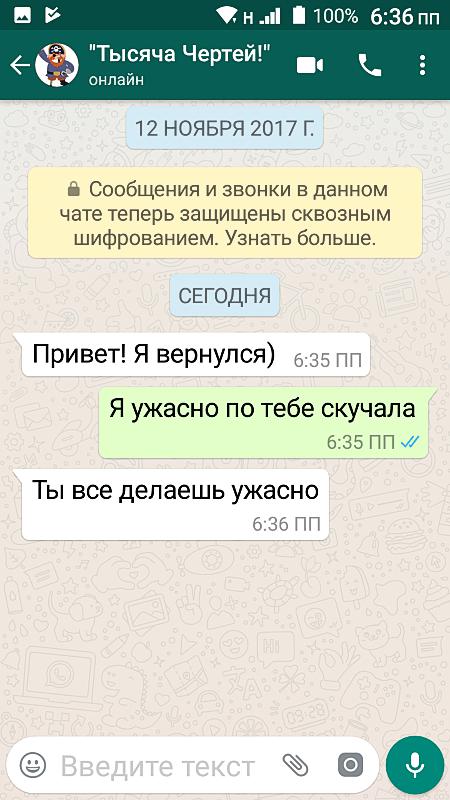 H 100% 6:36 ПП
"Тысяча Чертей!"
онлайн
12 НОЯБРЯ 2017 Г.
Сообщения и звонки в данном
чате теперь защищены сквозным
шифрованием. Узнать больше.
СЕГОДНЯ
Привет! Я вернулся) 6:35 ПП
Я ужасно по тебе скучала
6:35 ПП
Ты все делаешь ужасно
6:36 ПП
Введите текст